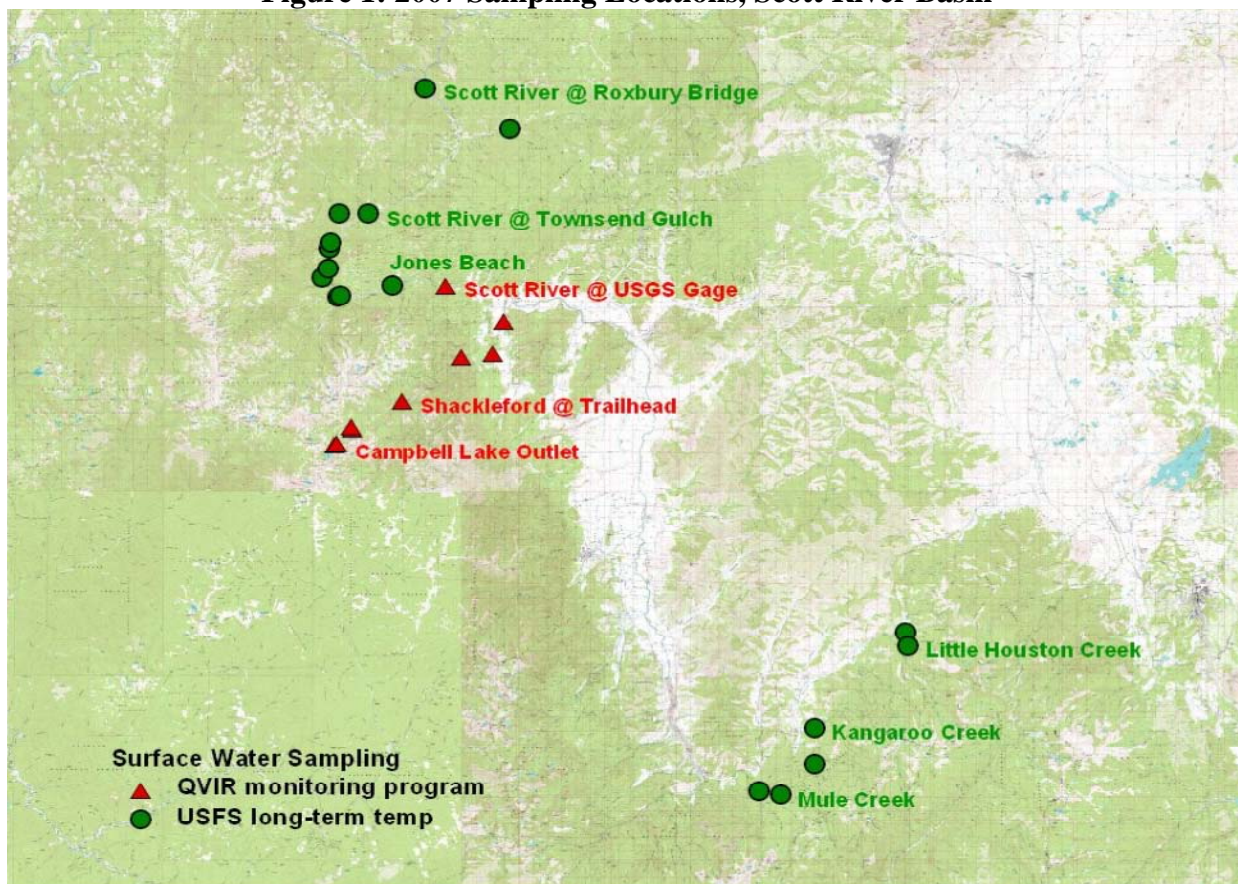 Figure 1: 2007 Sampling Locations, Scott River Basin
Scott River @ Roxbury Bridge
Scott River @ Townsend Gulch
Jones Beach
Scott River @ USGS Gage
Shackleford @ Trailhead
Campbell Lake Outlet
Little Houston Creek
Kangaroo Creek
Mule Creek
Surface Water Sampling
QVIR monitoring program
USFS long-term temp